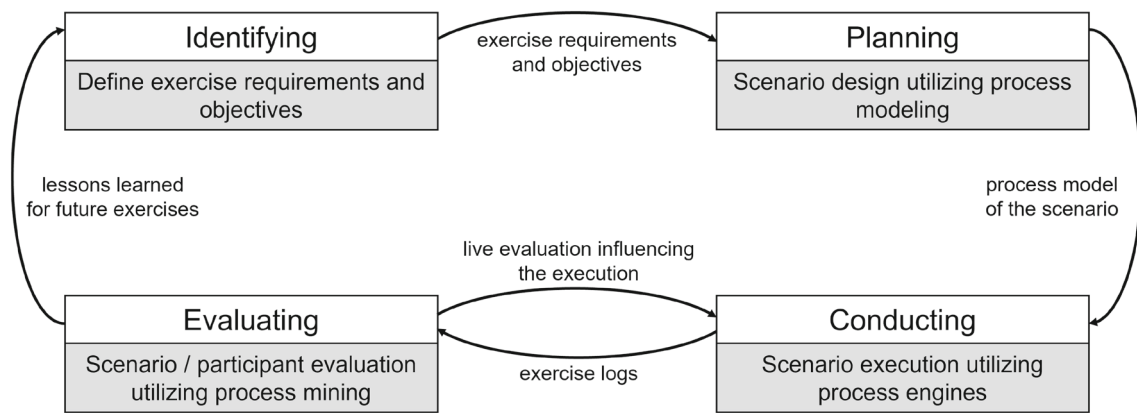 Identifying
Define exercise requirements and
objectives
exercise requirements
and objectives
Planning
Scenario design utilizing process
modeling
lessons learned
for future exercises
process model
of the scenario
live evaluation influencing
the execution
Evaluating
Scenario / participant evaluation
utilizing process mining
exercise logs
Conducting
Scenario execution utilizing
process engines